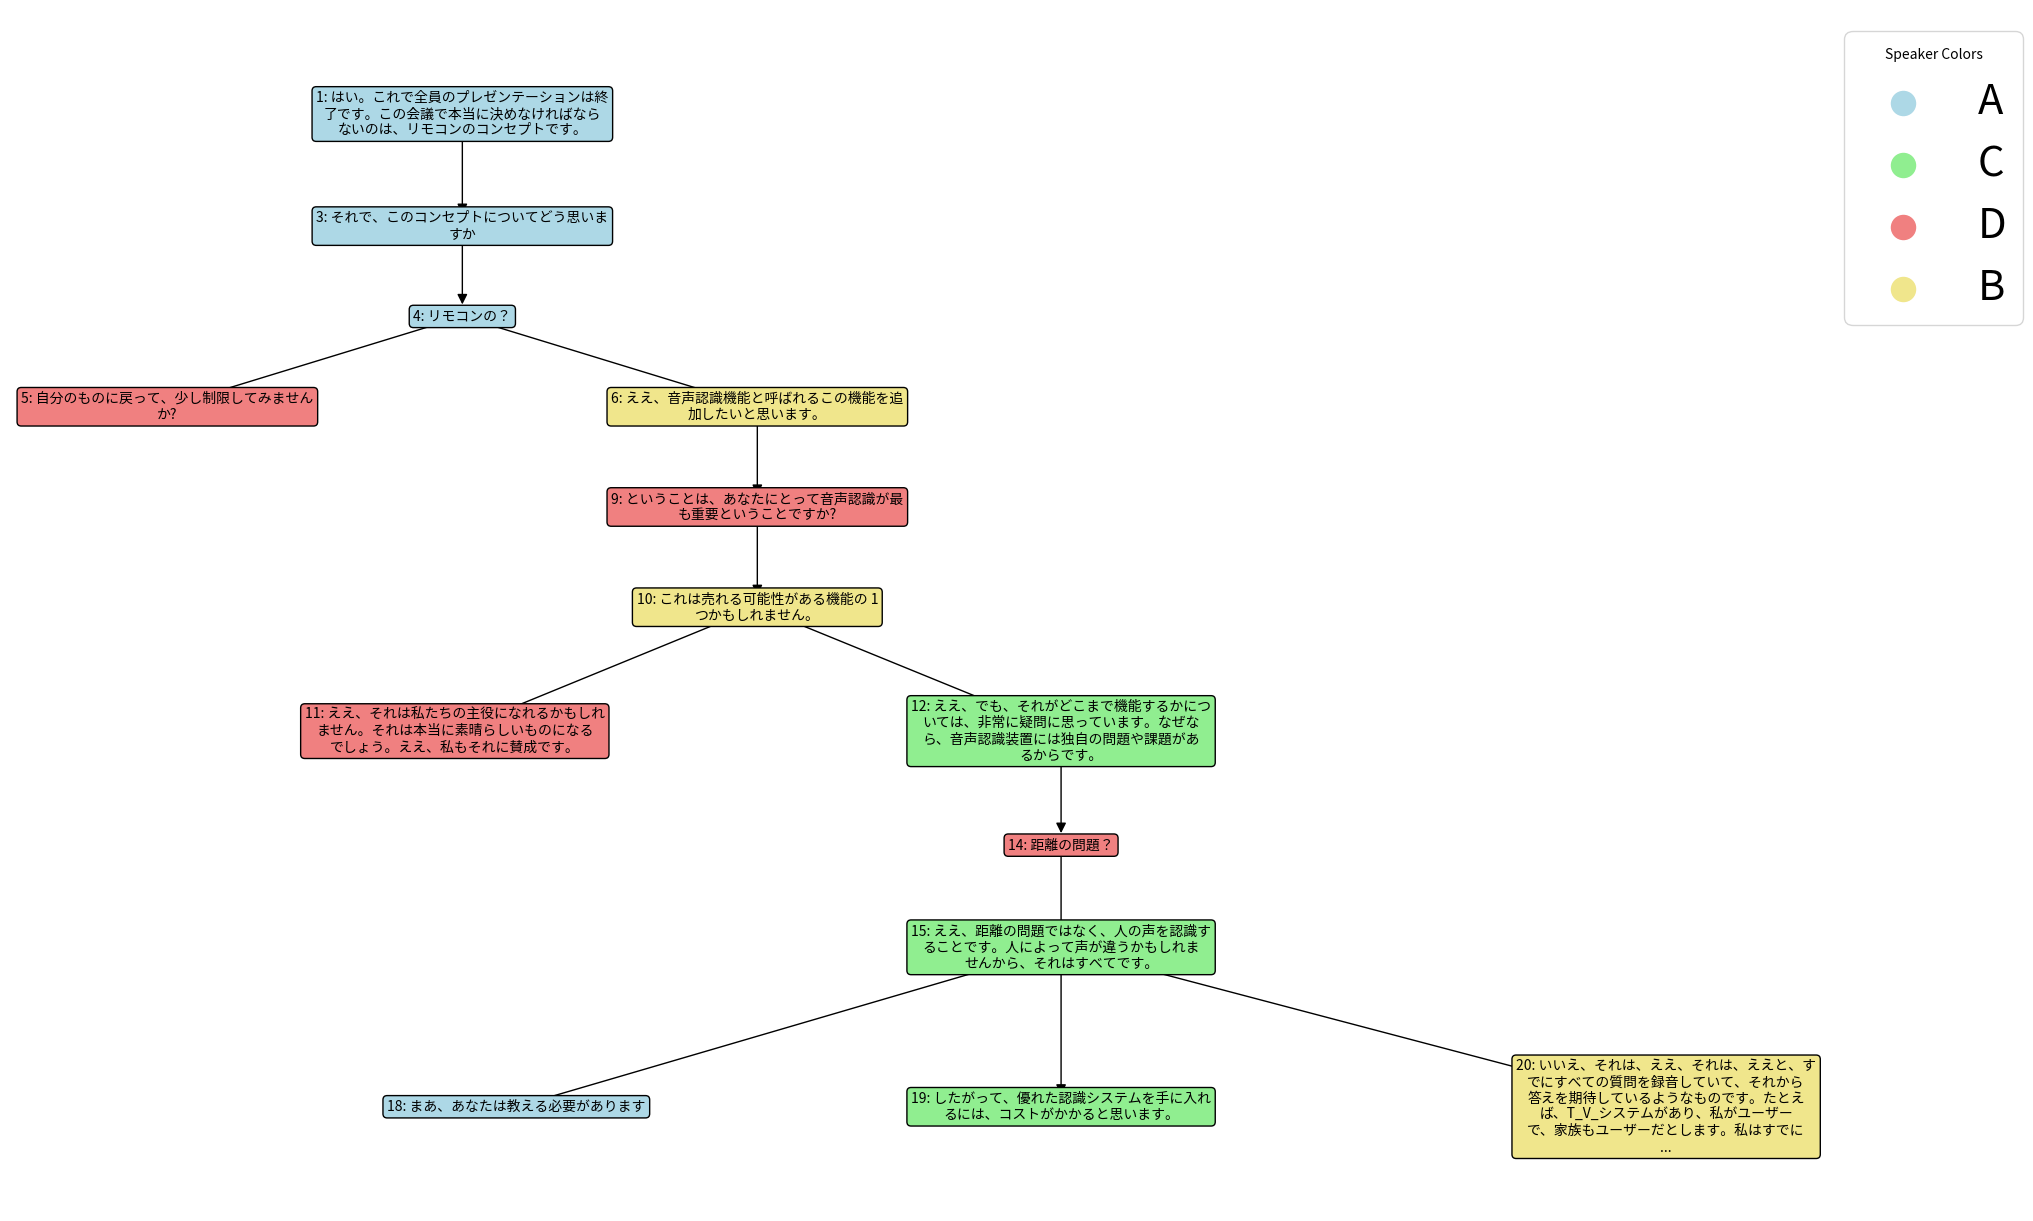 Speaker Colors
A
C
D
B
1: はい。これで全員のプレゼンテーションは終
了です。この会議で本当に決めなければなら
ないのは、リモコンのコンセプトです。
3: それで、このコンセプトについてどう思いま
すか
4: リモコンの？
5: 自分のものに戻って、少し制限してみません
か?
6: ええ、音声認識機能と呼ばれるこの機能を追
加したいと思います。
9: ということは、あなたにとって音声認識が最
も重要ということですか?
10: これは売れる可能性がある機能の 1
つかもしれません。
11: ええ、それは私たちの主役になれるかもしれ
ません。それは本当に素晴らしいものになる
でしょう。ええ、私もそれに賛成です。
12: ええ、でも、それがどこまで機能するかにつ
いては、非常に疑問に思っています。なぜな
ら、音声認識装置には独自の問題や課題があ
るからです。
14: 距離の問題？
15: ええ、距離の問題ではなく、人の声を認識す
ることです。人によって声が違うかもしれま
せんから、それはすべてです。
18: まあ、あなたは教える必要があります
19: したがって、優れた認識システムを手に入れ
るには、コストがかかると思います。
20: いいえ、それは、ええ、それは、ええと、す
でにすべての質問を録音していて、それから
答えを期待しているようなものです。たとえ
ば、T_V_システムがあり、私がユーザー
で、家族もユーザーだとします。私はすでに
...